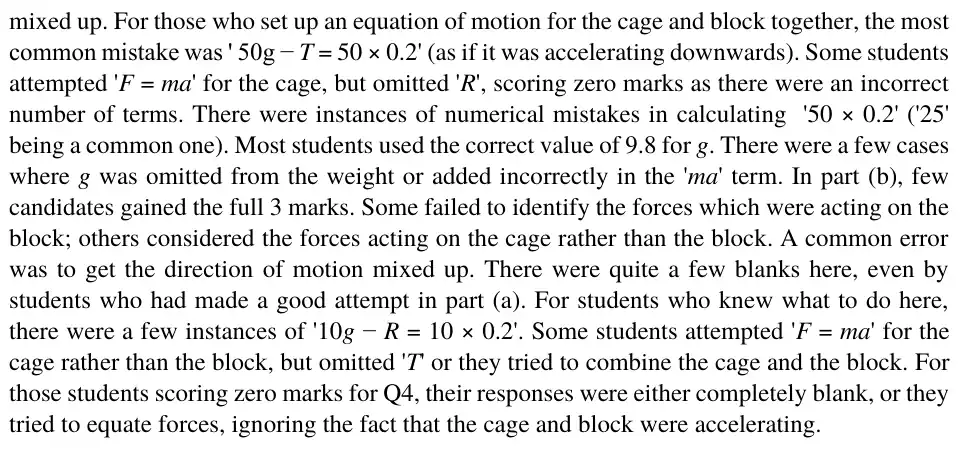 mixed up. For those who set up an equation of motion for the cage and block together, the most
common mistake was ' 50g − T = 50 × 0.2' (as if it was accelerating downwards). Some students
attempted 'F = ma' for the cage, but omitted 'R', scoring zero marks as there were an incorrect
number of terms. There were instances of numerical mistakes in calculating '50 × 0.2' ('25'
being a common one). Most students used the correct value of 9.8 for g. There were a few cases
where g was omitted from the weight or added incorrectly in the 'ma' term. In part (b), few
candidates gained the full 3 marks. Some failed to identify the forces which were acting on the
block; others considered the forces acting on the cage rather than the block. A common error
was to get the direction of motion mixed up. There were quite a few blanks here, even by
students who had made a good attempt in part (a). For students who knew what to do here,
there were a few instances of '10g − R = 10 × 0.2'. Some students attempted 'F = ma' for the
cage rather than the block, but omitted 'T' or they tried to combine the cage and the block. For
those students scoring zero marks for Q4, their responses were either completely blank, or they
tried to equate forces, ignoring the fact that the cage and block were accelerating.